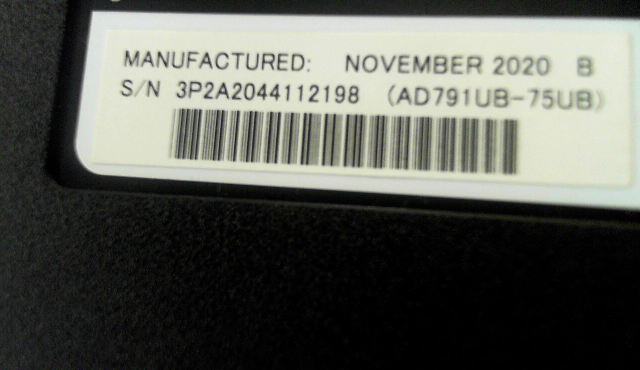 MANUFACTURED: NOVEMBER 2020 B
S/N 3P2A2044112198 (AD791UB-75UB)